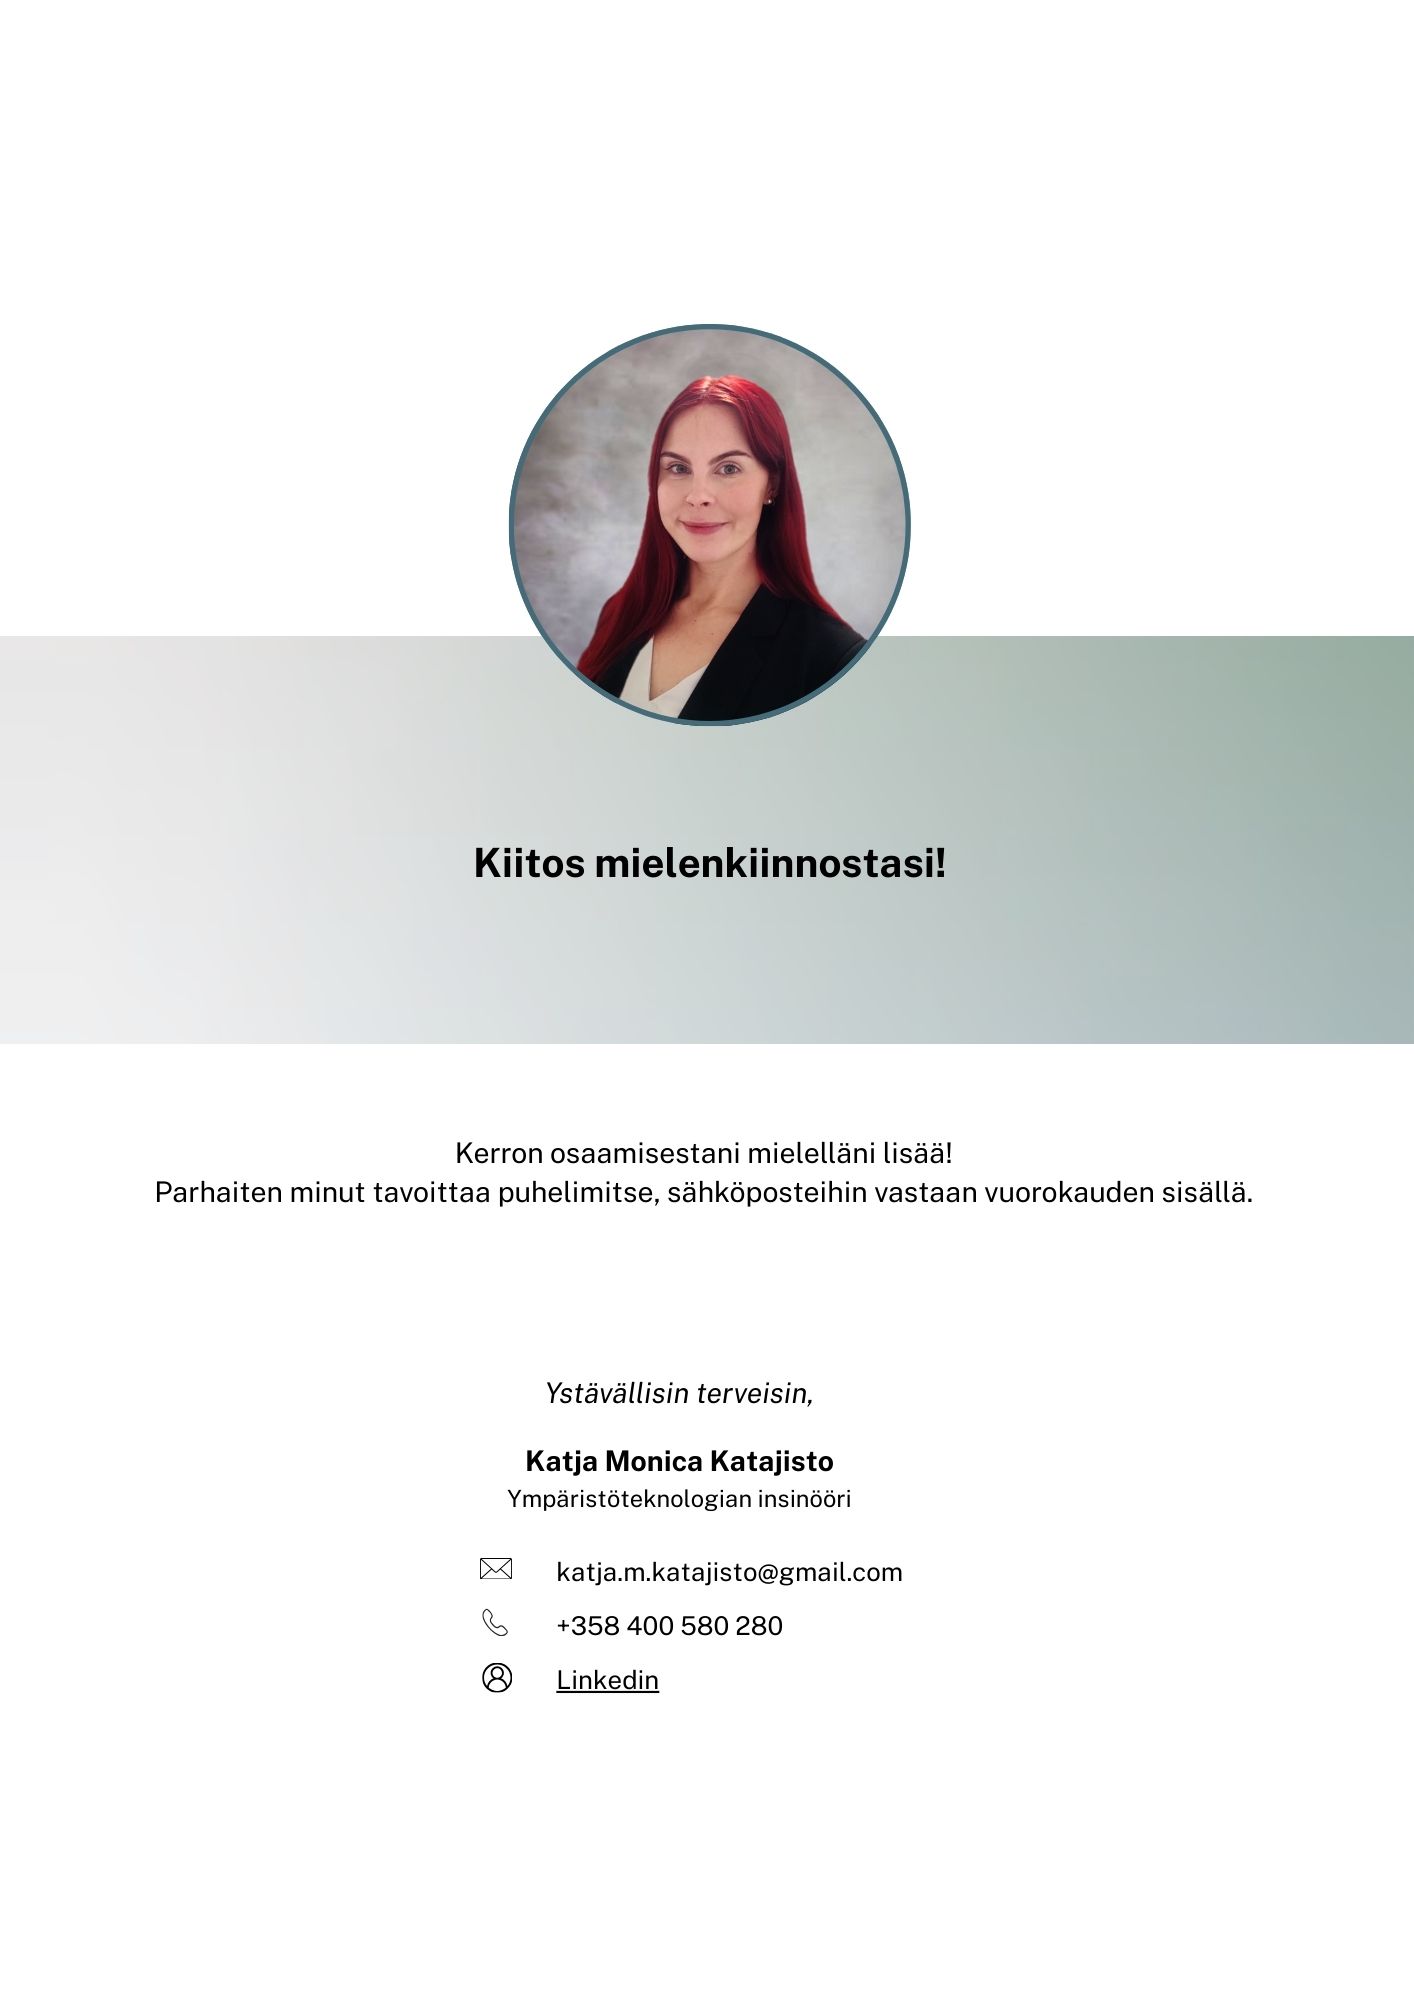 Kiitos mielenkiinnostasi!
Kerron osaamisestani mielelläni lisää!
Parhaiten minut tavoittaa puhelimitse, sähköposteihin vastaan vuorokauden sisällä.
Ystävällisin terveisin,
Katja Monica Katajisto
Ympäristöteknologian insinööri
katja.m.katajisto@gmail.com
+358 400 580 280
Linkedin